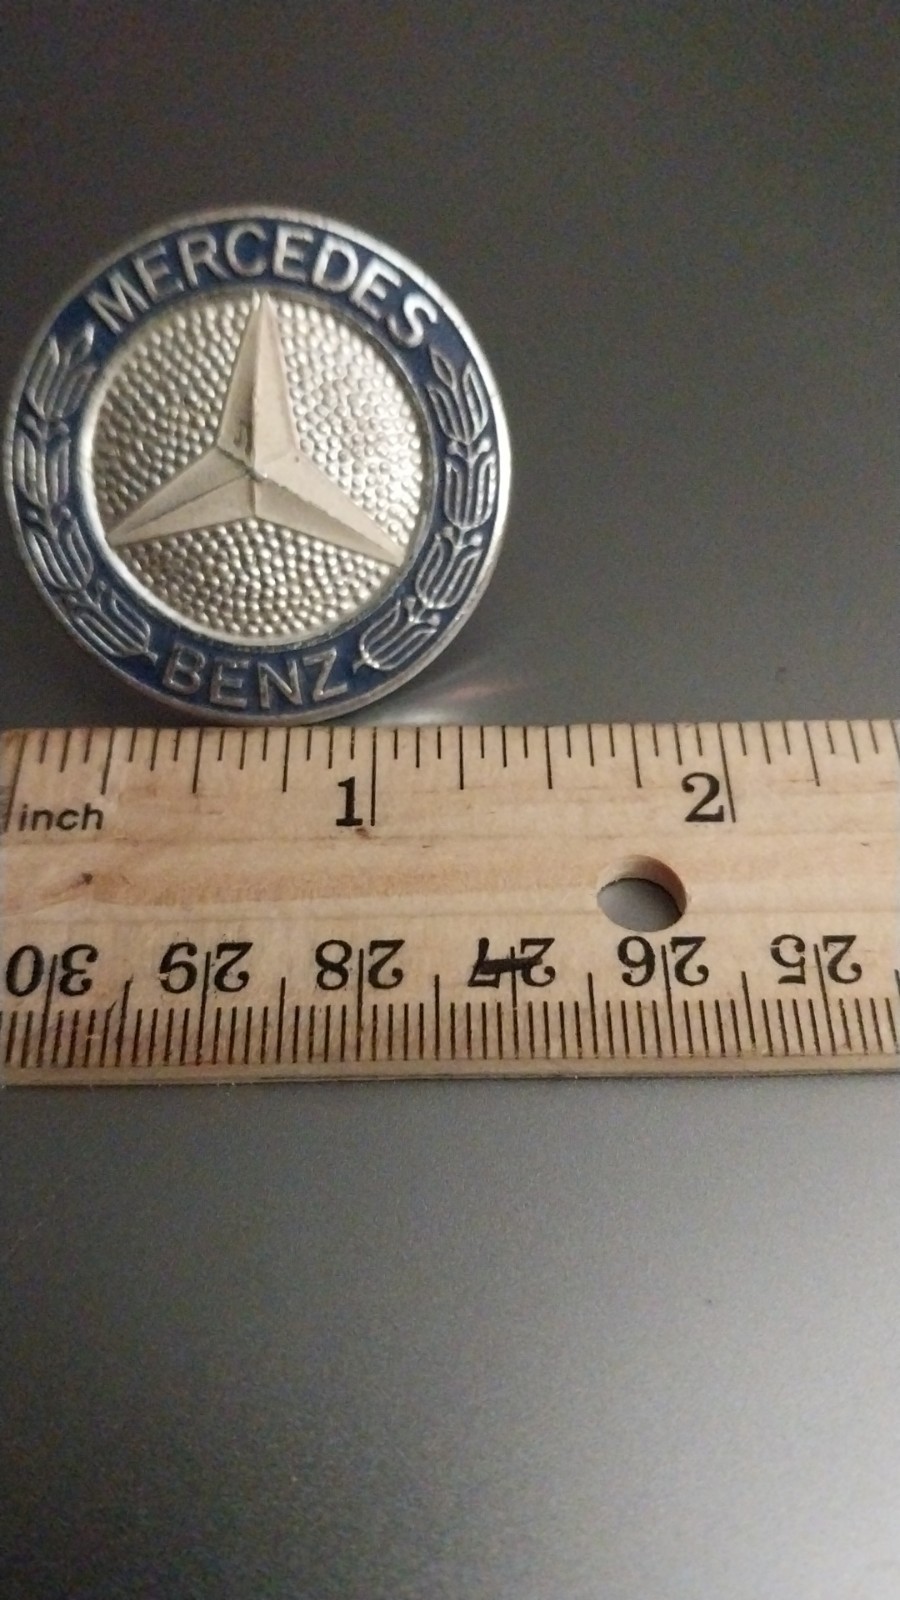 MERCEDES
BENZ
1 2
inch
30 29 28 27 26 25